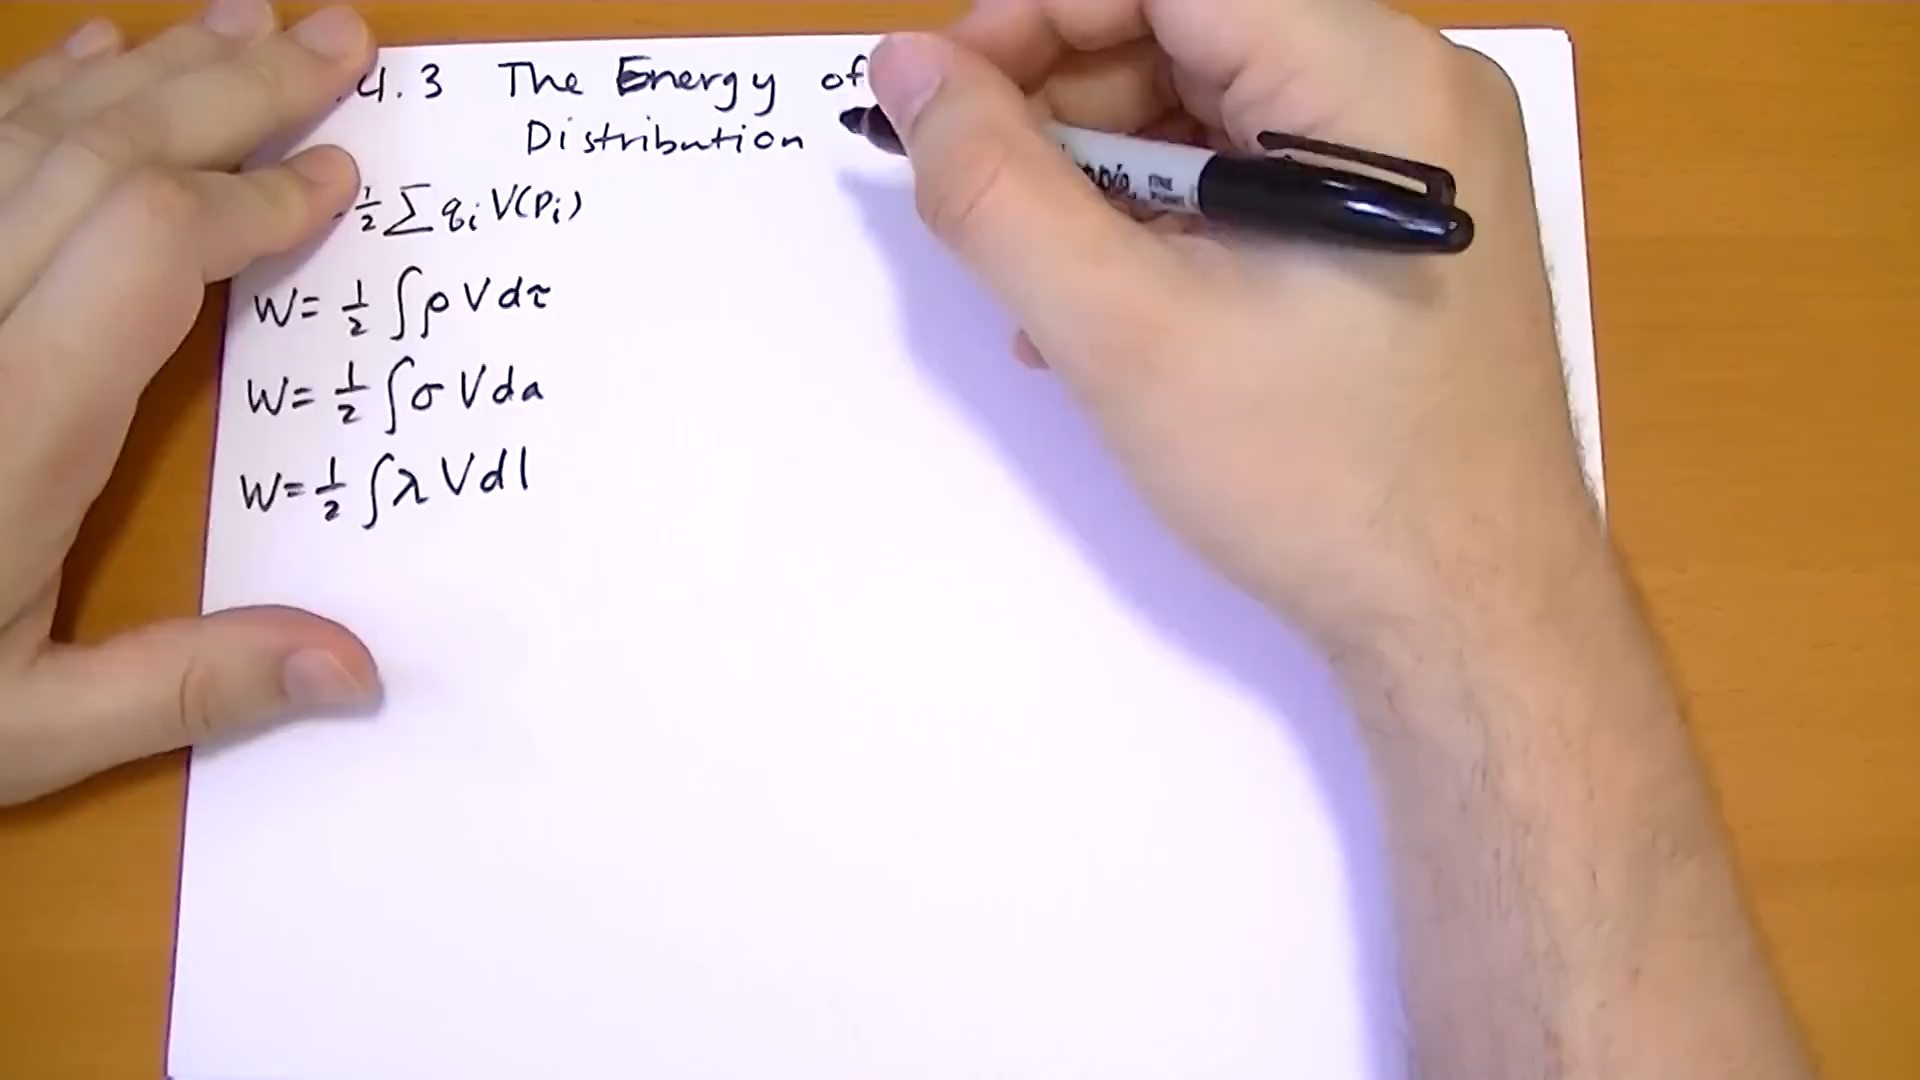 .4.3 The Energy of
Distribution
½ ∑ qᵢ V(Pᵢ)
W= ½ ∫ρ V dτ
W= ½ ∫σ V da
W= ½ ∫λ V dl
FINE